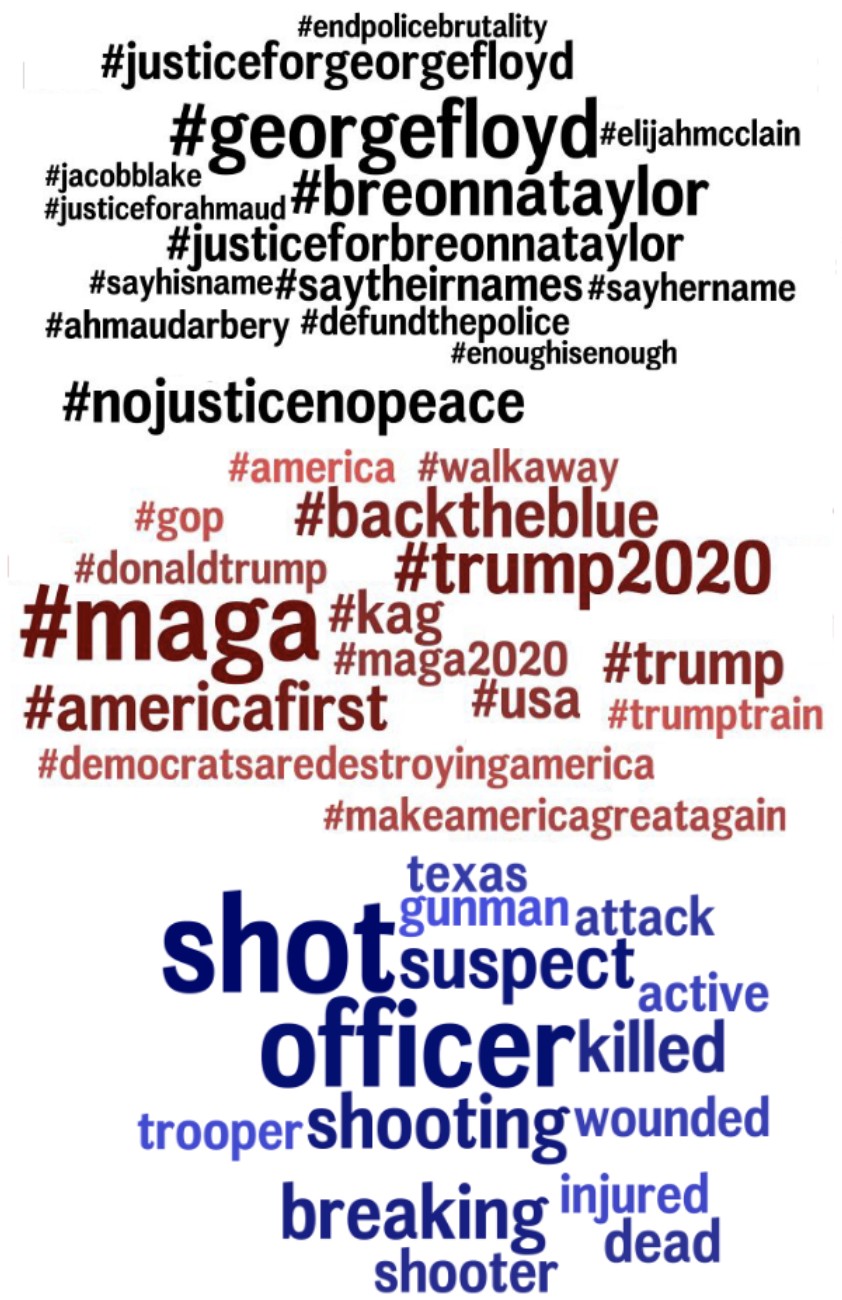 #endpolicebrutality
#justiceforgeorgefloyd
#georgefloyd #elijahmcclain
#jacobblake
#justiceforahmaud #breonnataylor
#justiceforbreonnataylor
#sayhisname #saytheirnames #sayhername
#ahmaudarbery #defundthepolice
#enoughisenough
#nojusticenopeace
#america #walkaway
#gop #backtheblue
#donaldtrump #trump2020
#maga #kag
#maga2020 #trump
#americafirst #usa #trumptrain
#democratsaredestroyingamerica
#makeamericagreatagain
texas
gunman attack
shot suspect
active
officer killed
trooper shooting wounded
breaking injured
dead
shooter